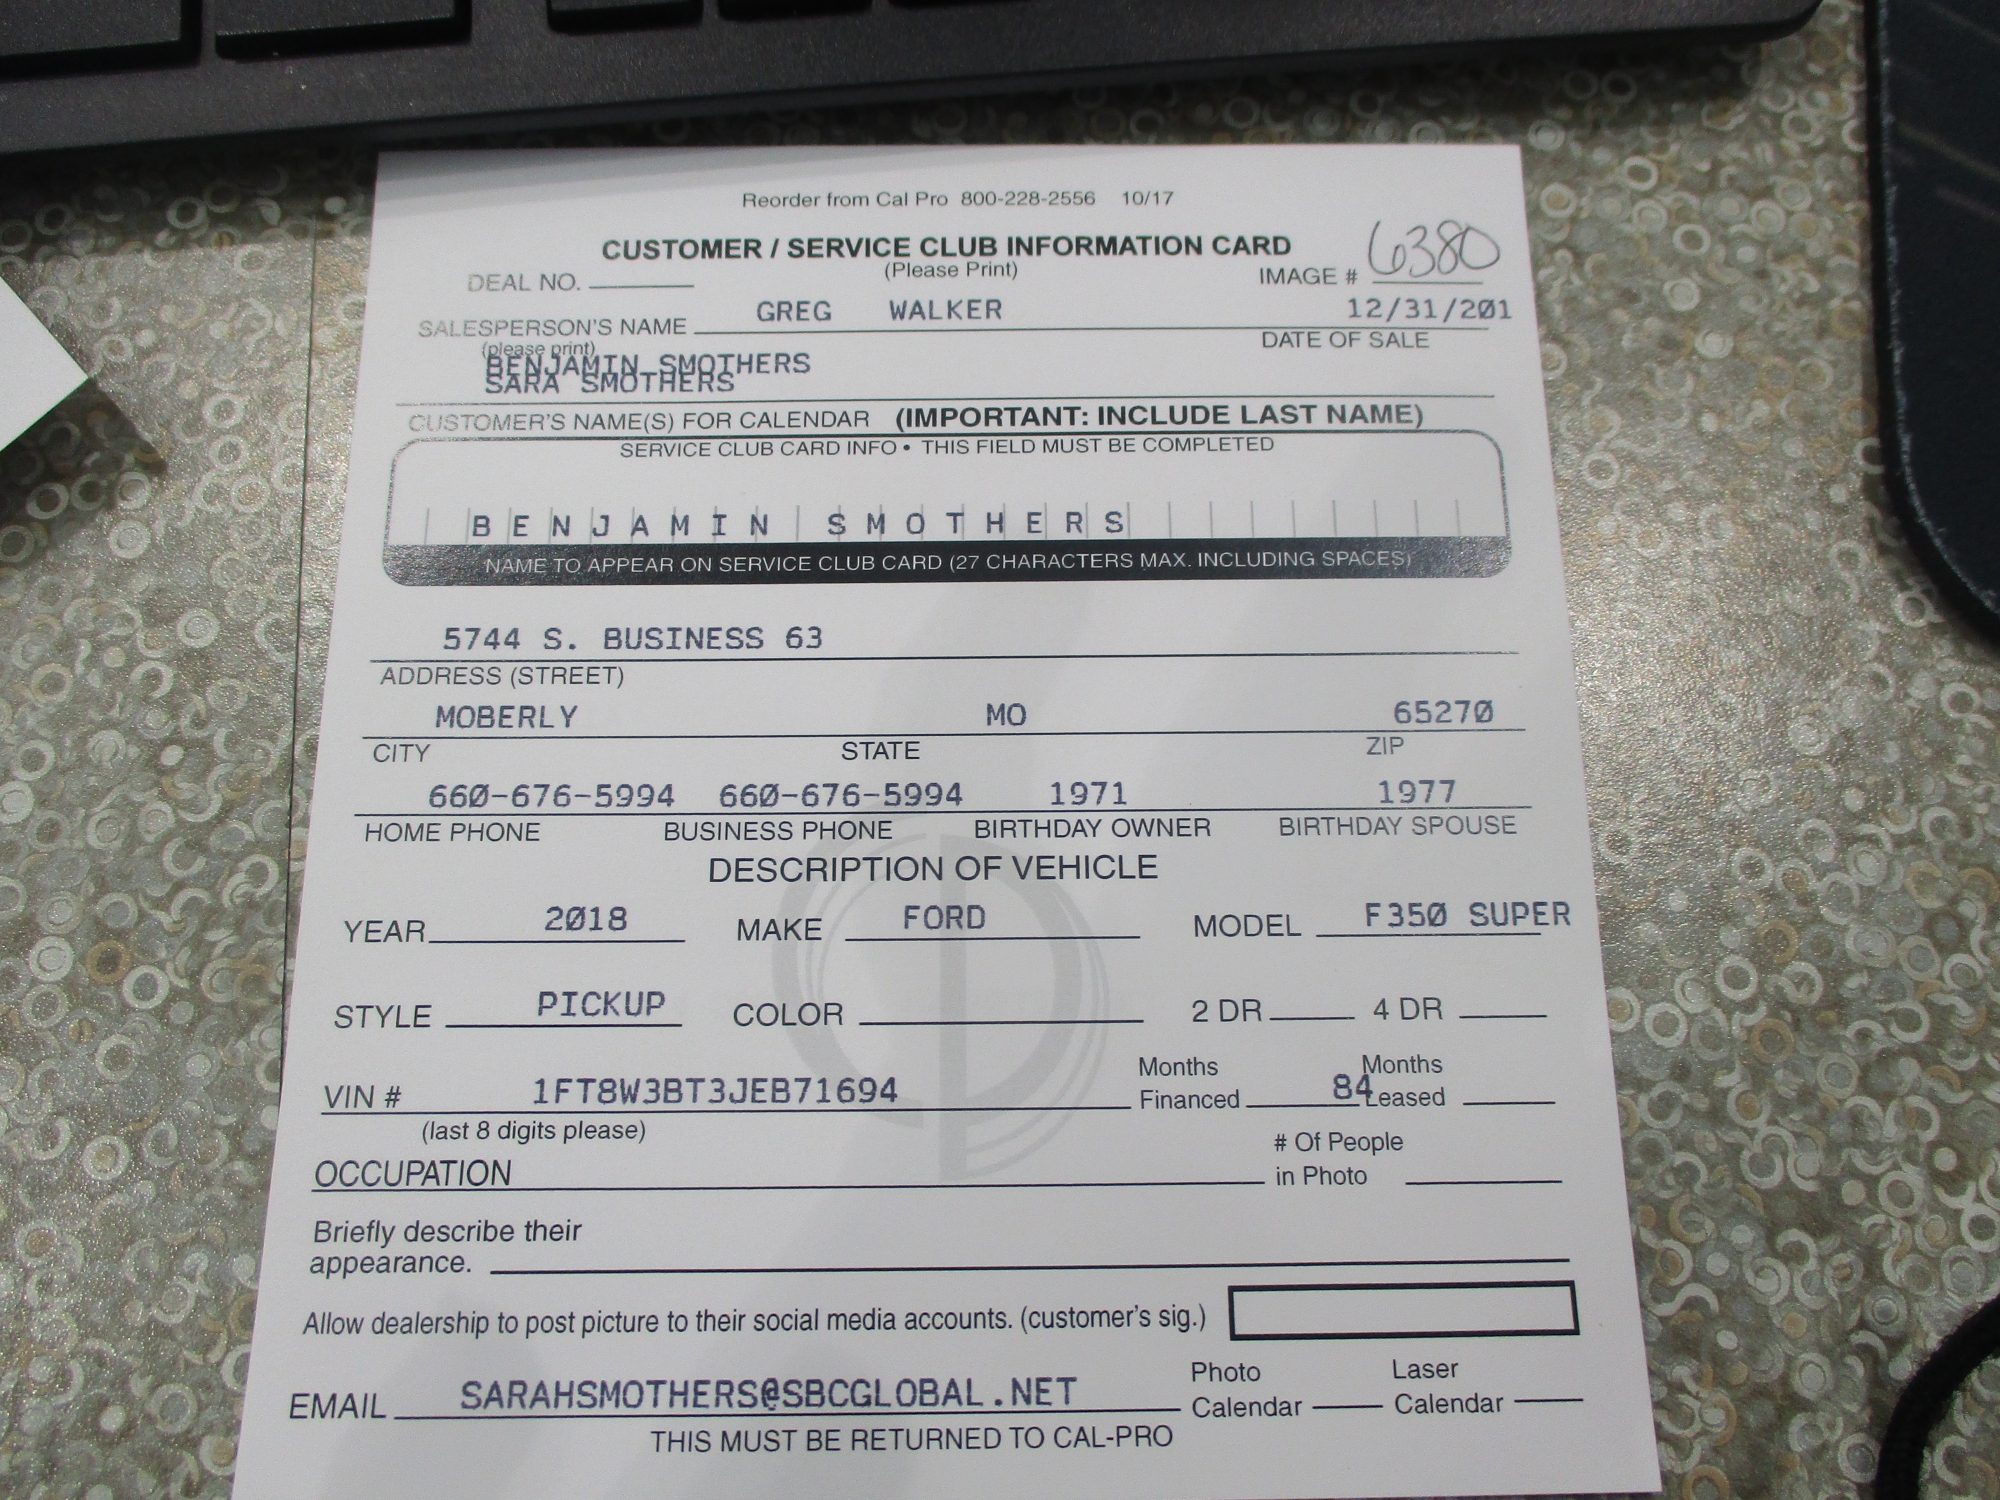 Reorder from Cal Pro 800-228-2556 10/17
CUSTOMER / SERVICE CLUB INFORMATION CARD
(Please Print)
DEAL NO. IMAGE # 6380
SALESPERSON'S NAME GREG WALKER 12/31/201
(please print) DATE OF SALE
BENJAMIN SMOTHERS
SARA SMOTHERS
CUSTOMER'S NAME(S) FOR CALENDAR (IMPORTANT: INCLUDE LAST NAME)
SERVICE CLUB CARD INFO • THIS FIELD MUST BE COMPLETED
BENJAMIN SMOTHERS
NAME TO APPEAR ON SERVICE CLUB CARD (27 CHARACTERS MAX. INCLUDING SPACES)
5744 S. BUSINESS 63
ADDRESS (STREET)
MOBERLY MO 65270
CITY STATE ZIP
660-676-5994 660-676-5994 1971 1977
HOME PHONE BUSINESS PHONE BIRTHDAY OWNER BIRTHDAY SPOUSE
DESCRIPTION OF VEHICLE
YEAR 2018 MAKE FORD MODEL F350 SUPER
STYLE PICKUP COLOR 2 DR 4 DR
VIN # 1FT8W3BT3JEB71694 Months Financed 84 Months Leased
(last 8 digits please)
OCCUPATION # Of People in Photo
Briefly describe their
appearance.
Allow dealership to post picture to their social media accounts. (customer's sig.)
EMAIL SARAHSMOTHERS@SBCGLOBAL.NET Photo Calendar Laser Calendar
THIS MUST BE RETURNED TO CAL-PRO